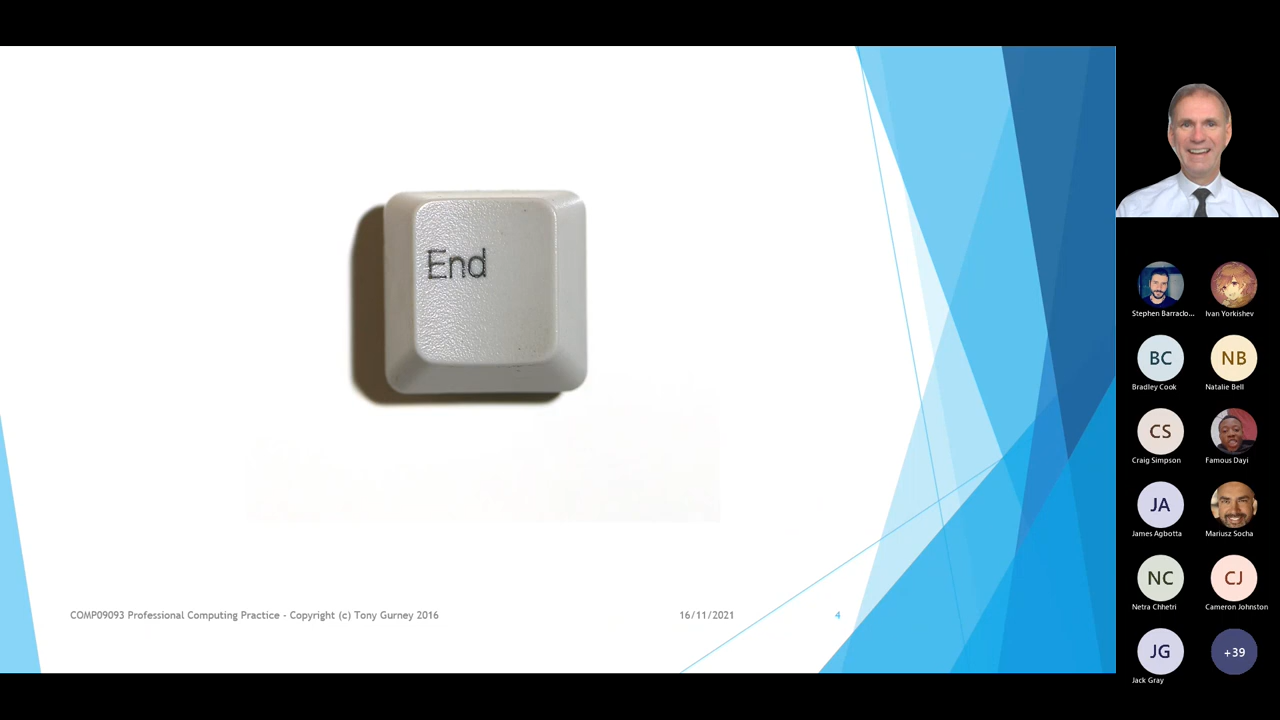 End
COMP09093 Professional Computing Practice - Copyright (c) Tony Gurney 2016
16/11/2021
4
Stephen Barraclo...
Ivan Yorkishev
BC
NB
Bradley Cook
Natalie Bell
CS
Craig Simpson
Famous Dayi
JA
James Agbotta
Mariusz Socha
NC
CJ
Netra Chhetri
Cameron Johnston
JG
+39
Jack Gray